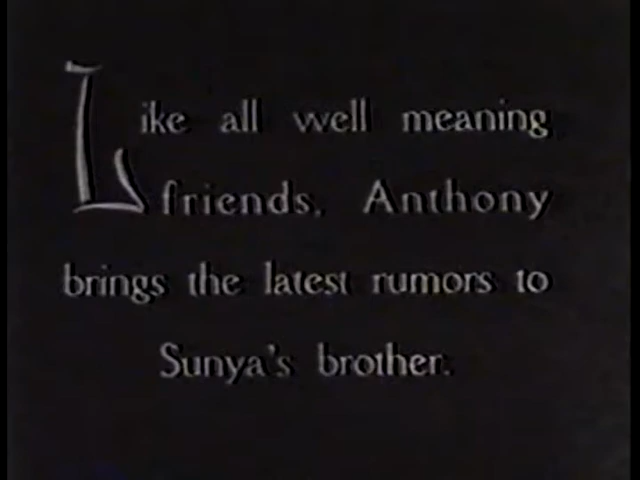 Like all well meaning
friends, Anthony
brings the latest rumors to
Sunya's brother.